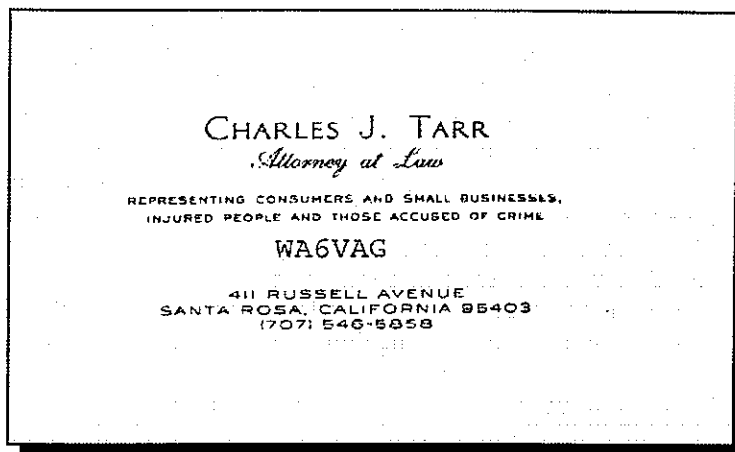 CHARLES J. TARR
Attorney at Law
REPRESENTING CONSUMERS AND SMALL BUSINESSES,
INJURED PEOPLE AND THOSE ACCUSED OF CRIME
WA6VAG
411 RUSSELL AVENUE
SANTA ROSA, CALIFORNIA 95403
(707) 546-5858